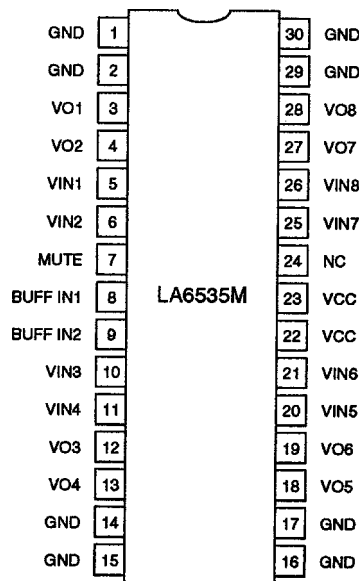 GND 1 30 GND
GND 2 29 GND
VO1 3 28 VO8
VO2 4 27 VO7
VIN1 5 26 VIN8
VIN2 6 25 VIN7
MUTE 7 24 NC
BUFF IN1 8 LA6535M 23 VCC
BUFF IN2 9 22 VCC
VIN3 10 21 VIN6
VIN4 11 20 VIN5
VO3 12 19 VO6
VO4 13 18 VO5
GND 14 17 GND
GND 15 16 GND